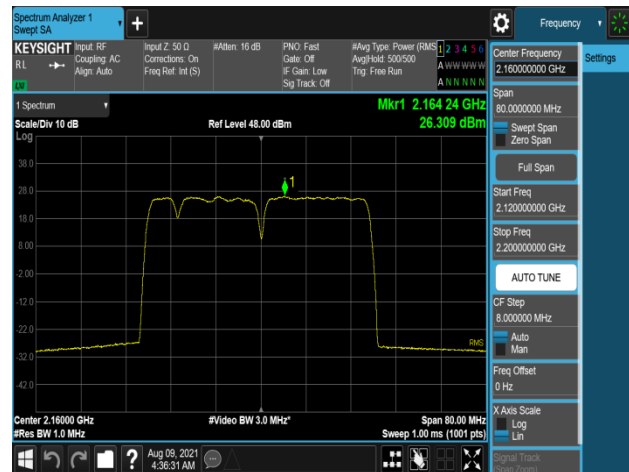 Spectrum Analyzer 1
Swept SA
+
Frequency
KEYSIGHT
RL
Input: RF
Coupling: AC
Align: Auto
Input Z: 50 Ω
Corrections: On
Freq Ref: Int (S)
#Atten: 16 dB
PNO: Fast
Gate: Off
IF Gain: Low
Sig Track: Off
#Avg Type: Power (RMS
Avg|Hold: 500/500
Trig: Free Run
1 2 3 4 5 6
A W W W W W
A N N N N N
Center Frequency
2.160000000 GHz
Settings
Span
80.0000000 MHz
Swept Span
Zero Span
Full Span
Start Freq
2.120000000 GHz
Stop Freq
2.200000000 GHz
AUTO TUNE
CF Step
8.000000 MHz
Auto
Man
Freq Offset
0 Hz
X Axis Scale
Log
Lin
Signal Track
(Span Zoom)
1 Spectrum
Scale/Div 10 dB
Ref Level 48.00 dBm
Mkr1 2.164 24 GHz
26.309 dBm
Log
38.0
28.0
18.0
8.00
-2.00
-12.0
-22.0
-32.0
-42.0
1
RMS
Center 2.16000 GHz
#Video BW 3.0 MHz*
Span 80.00 MHz
#Res BW 1.0 MHz
Sweep 1.00 ms (1001 pts)
?
Aug 09, 2021
4:36:31 AM